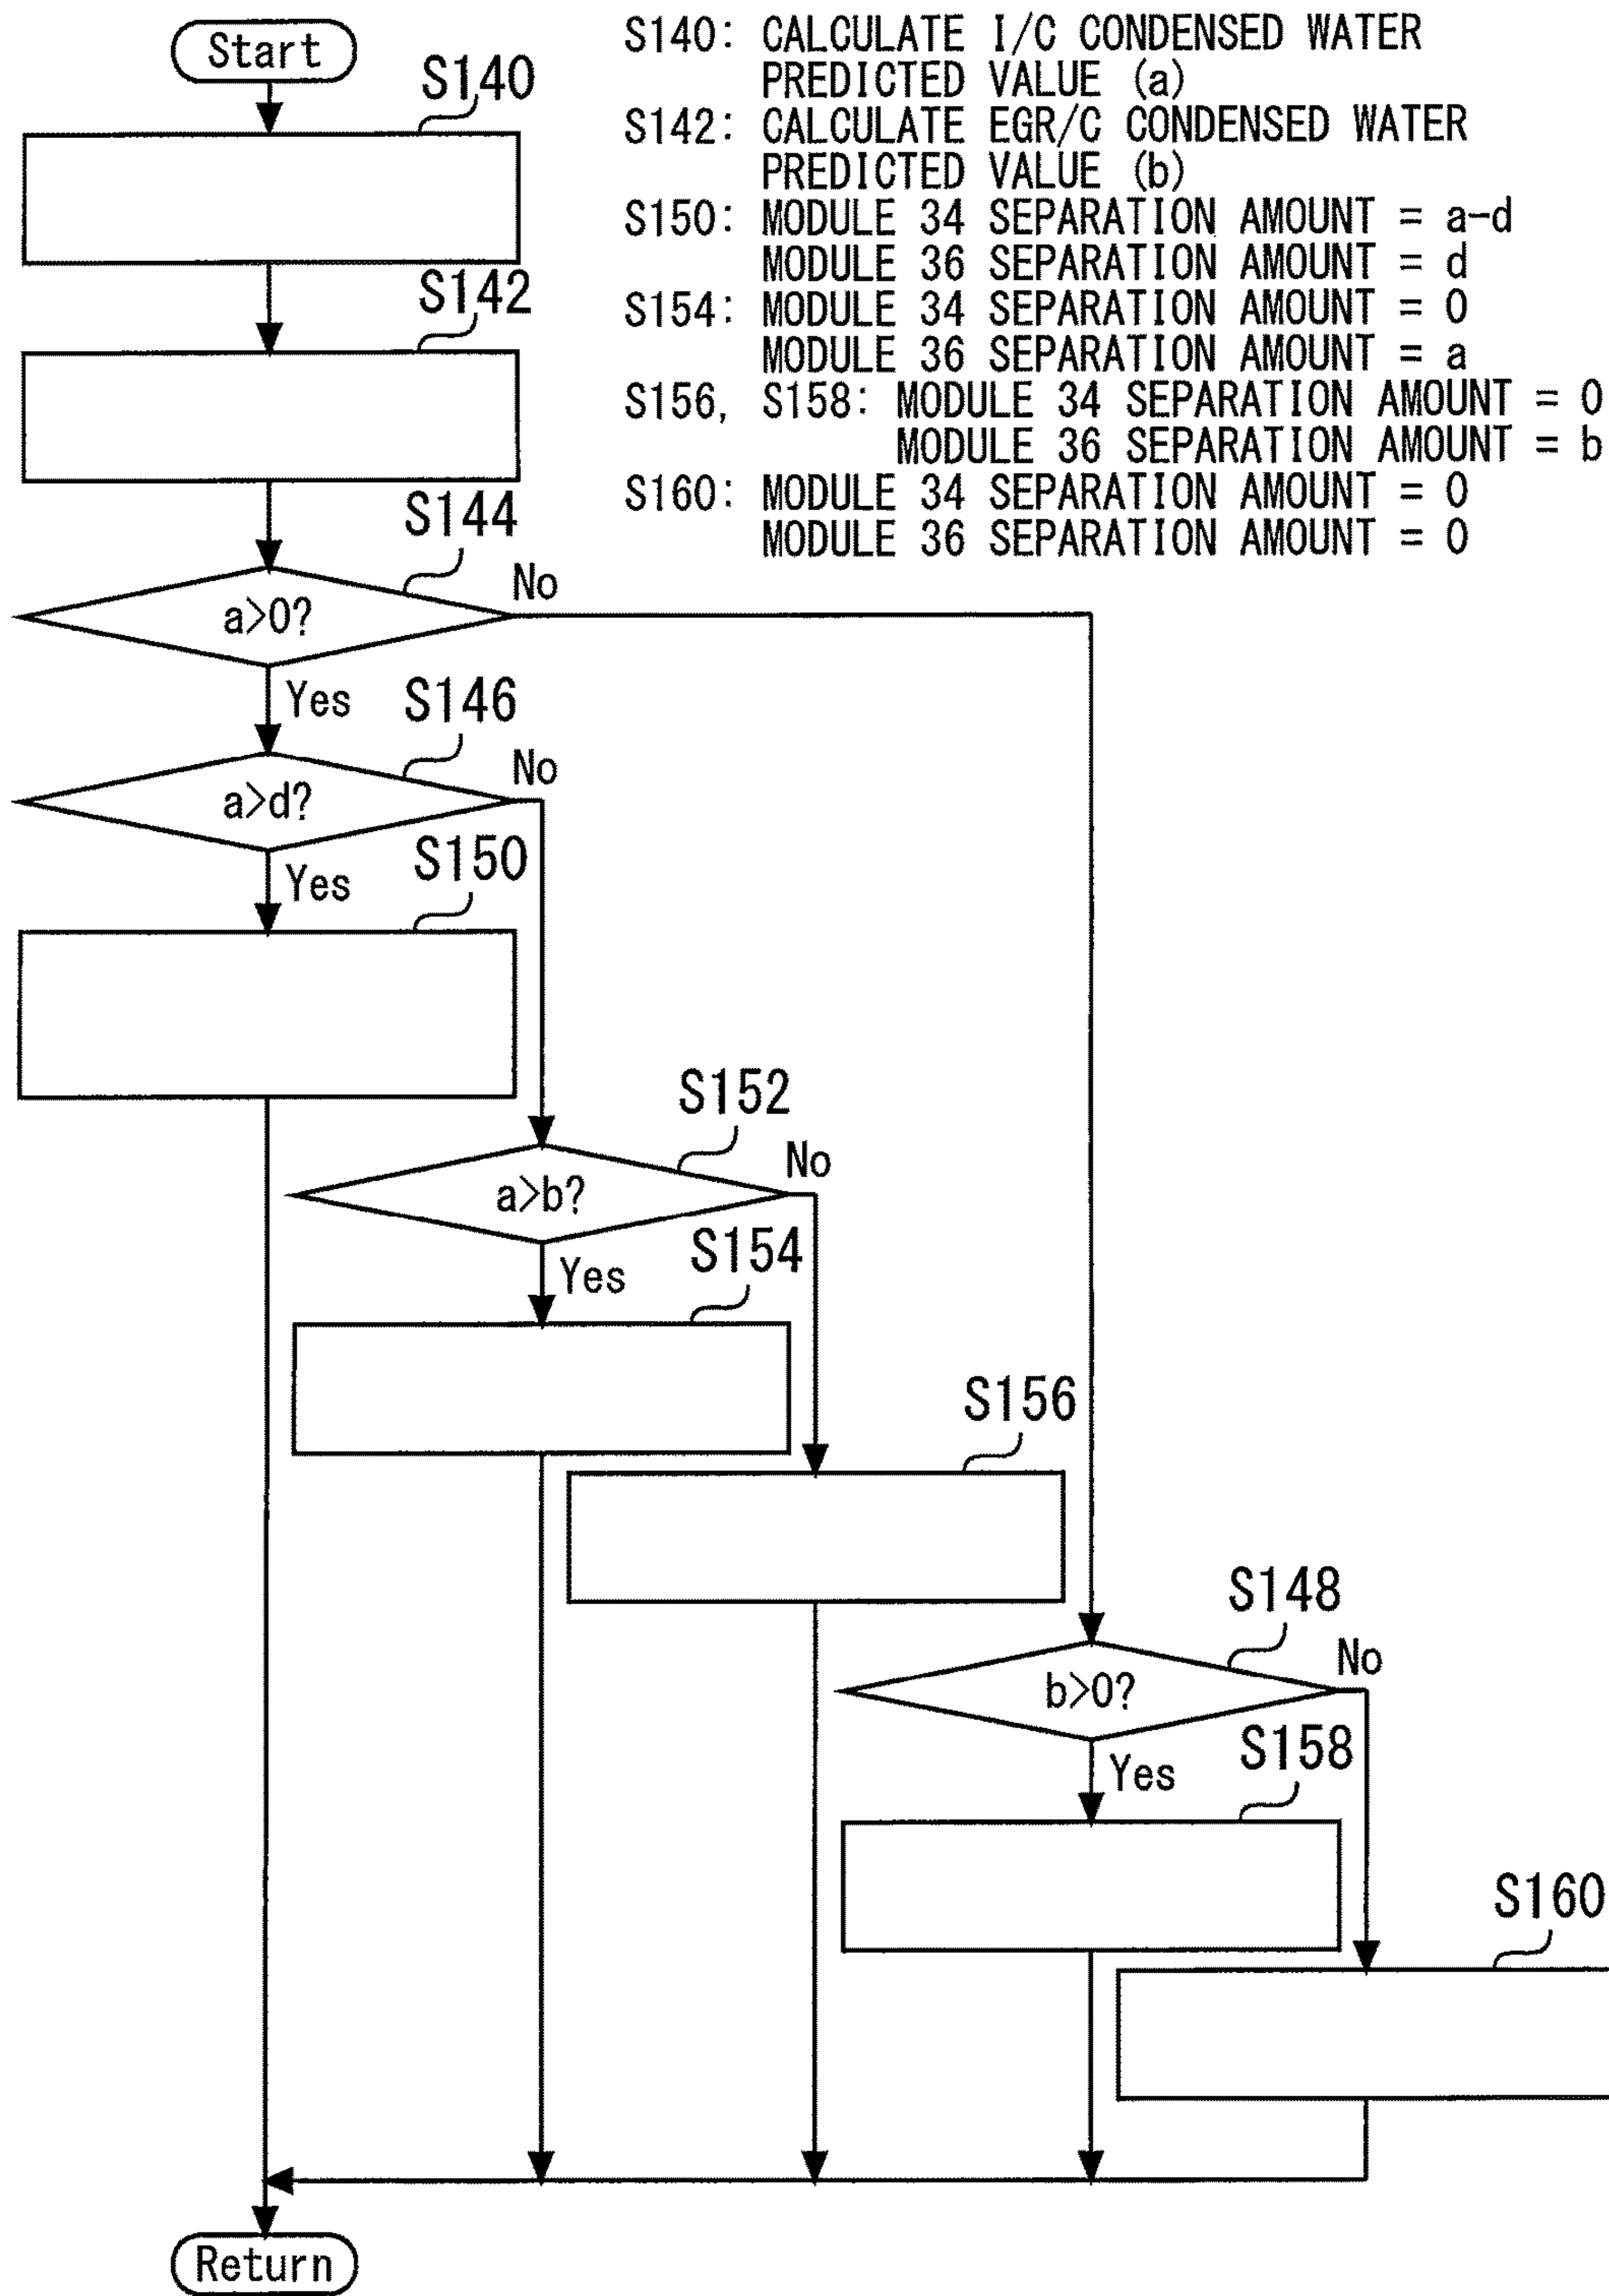 Start
S140: CALCULATE I/C CONDENSED WATER
PREDICTED VALUE (a)
S142: CALCULATE EGR/C CONDENSED WATER
PREDICTED VALUE (b)
S150: MODULE 34 SEPARATION AMOUNT = a-d
MODULE 36 SEPARATION AMOUNT = d
S154: MODULE 34 SEPARATION AMOUNT = 0
MODULE 36 SEPARATION AMOUNT = a
S156, S158: MODULE 34 SEPARATION AMOUNT = 0
MODULE 36 SEPARATION AMOUNT = b
S160: MODULE 34 SEPARATION AMOUNT = 0
MODULE 36 SEPARATION AMOUNT = 0
S140
S142
S144
a>0?
No
Yes
S146
a>d?
No
Yes
S150
S152
a>b?
No
Yes
S154
S156
S148
b>0?
No
Yes
S158
S160
Return